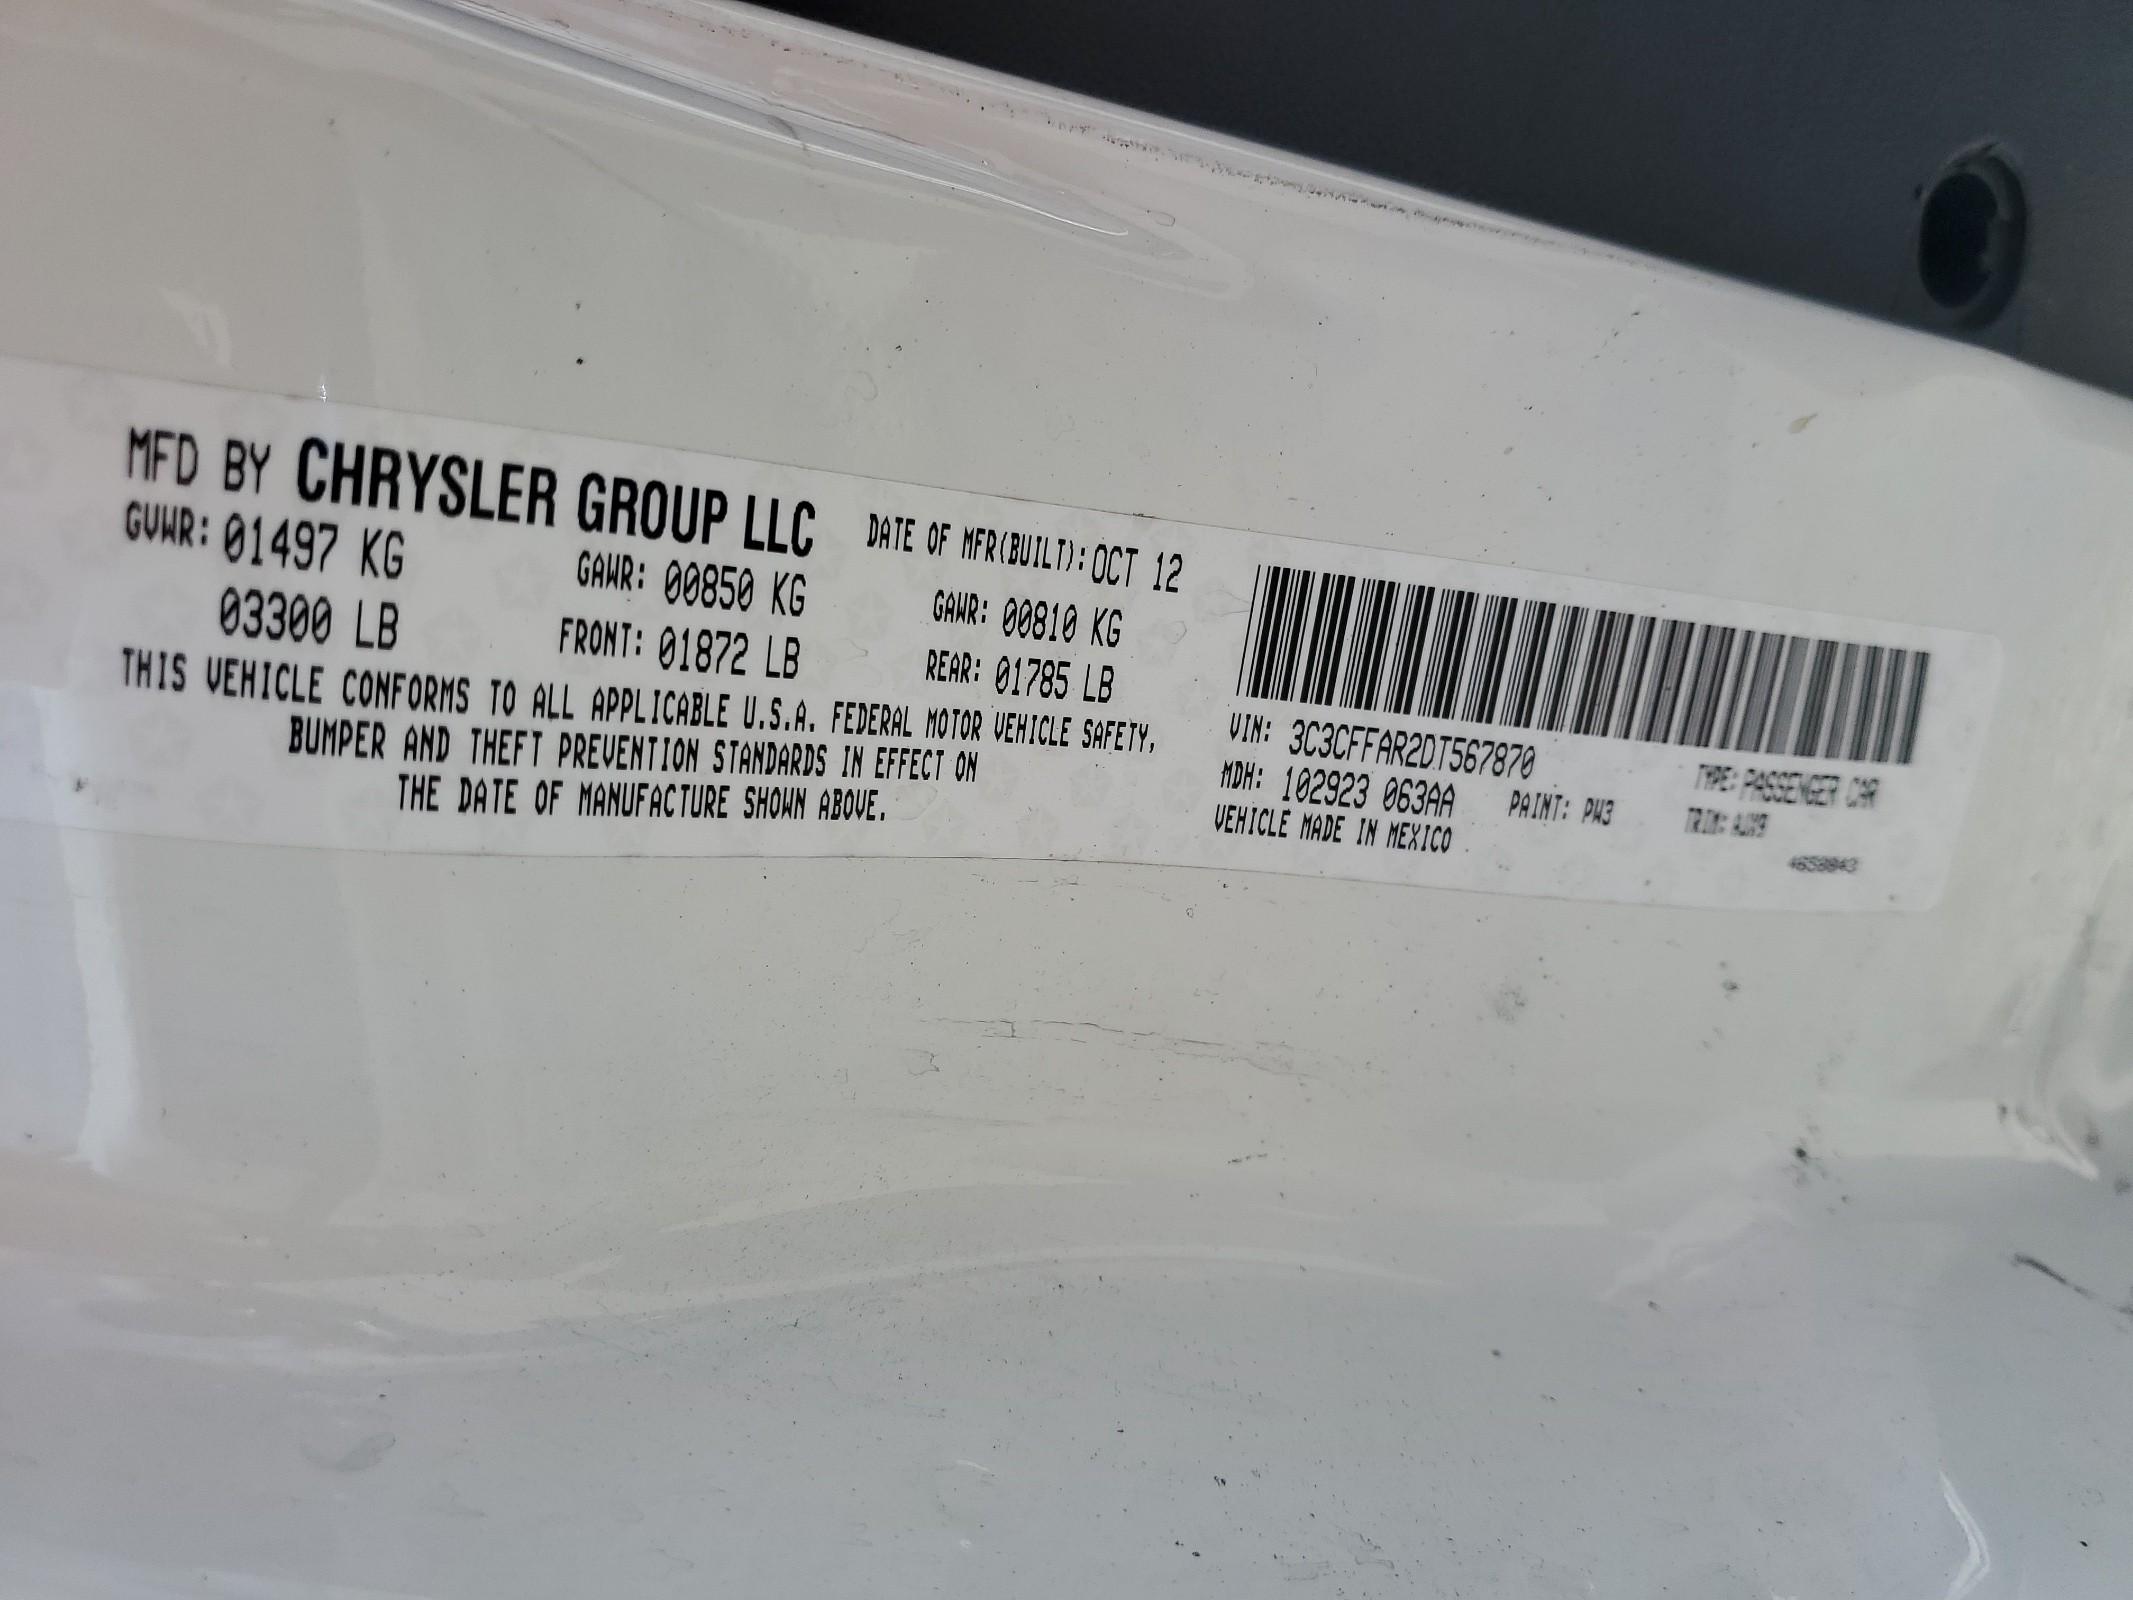 MFD BY CHRYSLER GROUP LLC DATE OF MFR(BUILT): OCT 12
GVWR: 01497 KG GAWR: 00850 KG GAWR: 00810 KG
03300 LB FRONT: 01872 LB REAR: 01785 LB
THIS VEHICLE CONFORMS TO ALL APPLICABLE U.S.A. FEDERAL MOTOR VEHICLE SAFETY,
BUMPER AND THEFT PREVENTION STANDARDS IN EFFECT ON
THE DATE OF MANUFACTURE SHOWN ABOVE.
VIN: 3C3CFFAR2DT567870 TYPE: PASSENGER CAR
MDH: 102923 063AA PAINT: PW3 TRIM:
VEHICLE MADE IN MEXICO